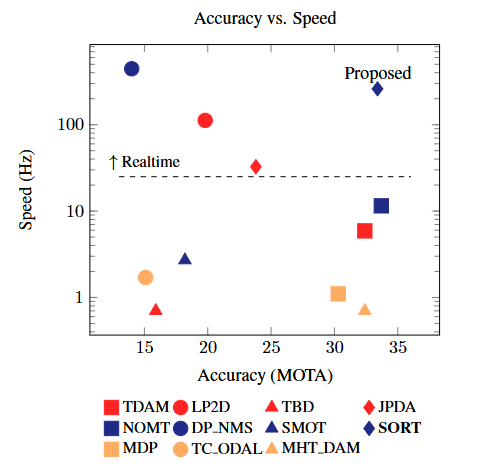 Accuracy vs. Speed
Proposed
100
↑ Realtime
10
1
Speed (Hz)
15 20 25 30 35
Accuracy (MOTA)
TDAM LP2D TBD JPDA
NOMT DP_NMS SMOT SORT
MDP TC_ODAL MHT_DAM